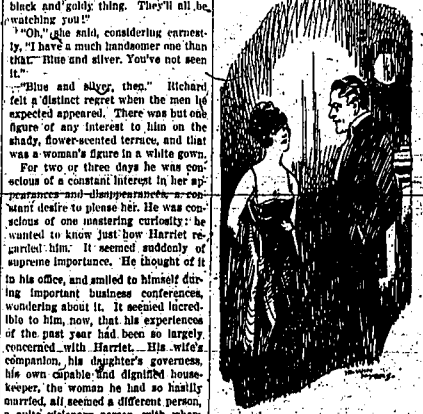 black and goldy thing. They'll all be
watching you!"
"Oh," she said, considering earnest-
ly, "I have a much handsomer one than
that— Blue and silver. You've not seen
it."
"Blue and silver, then." Richard
felt a distinct regret when the men he
expected appeared. There was but one
figure of any interest to him on the
shady, flower-scented terrace, and that
was a woman's figure in a white gown.
For two or three days he was con-
scious of a constant interest in her ap-
pearances and disappearances, a con-
stant desire to please her. He was con-
scious of one mastering curiosity: he
wanted to know just how Harriet re-
garded him. It seemed suddenly of
supreme importance. He thought of it
in his office, and smiled to himself dur-
ing important business conferences,
wondering about it. It seemed incred-
ible to him, now, that his experiences
of the past year had been so largely
concerned with Harriet. His wife's
companion, his daughter's governess,
his own capable and dignified house-
keeper, the woman he had so hastily
married, all seemed a different person,
a quite visionary person, with whom